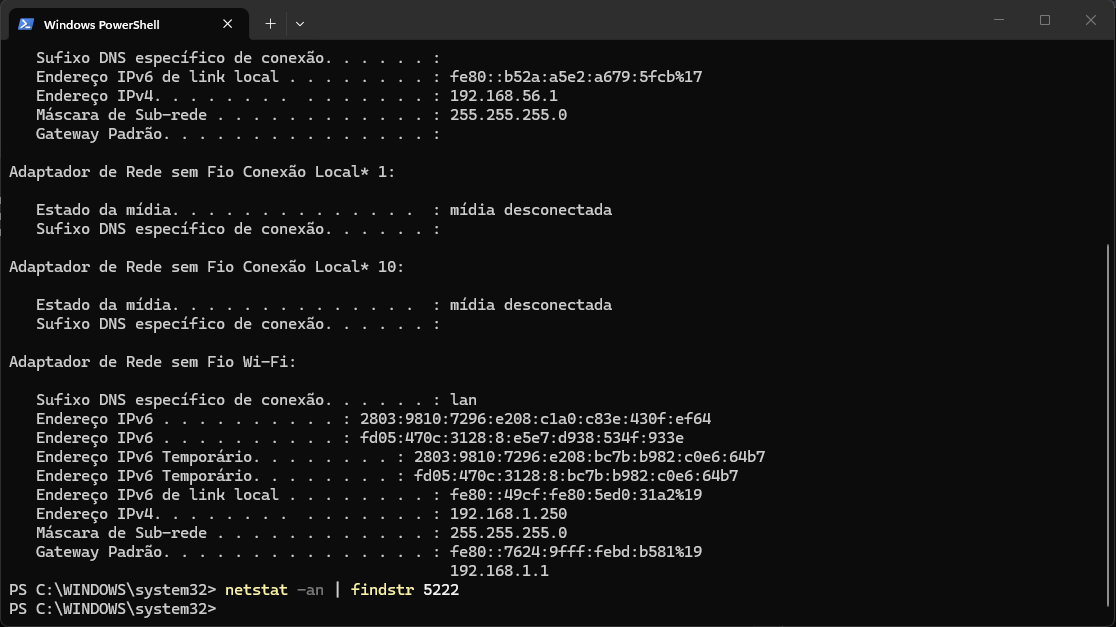 Windows PowerShell
Sufixo DNS específico de conexão. . . . . . :
Endereço IPv6 de link local . . . . . . . . : fe80::b52a:a5e2:a679:5fcb%17
Endereço IPv4. . . . . . . .  . . . . . . . : 192.168.56.1
Máscara de Sub-rede . . . . . . . . . . . . : 255.255.255.0
Gateway Padrão. . . . . . . . . . . . . . . :
Adaptador de Rede sem Fio Conexão Local* 1:
Estado da mídia. . . . . . . . . . . . . .  : mídia desconectada
Sufixo DNS específico de conexão. . . . . . :
Adaptador de Rede sem Fio Conexão Local* 10:
Estado da mídia. . . . . . . . . . . . . .  : mídia desconectada
Sufixo DNS específico de conexão. . . . . . :
Adaptador de Rede sem Fio Wi-Fi:
Sufixo DNS específico de conexão. . . . . . : lan
Endereço IPv6 . . . . . . . . . . : 2803:9810:7296:e208:c1a0:c83e:430f:ef64
Endereço IPv6 . . . . . . . . . . : fd05:470c:3128:8:e5e7:d938:534f:933e
Endereço IPv6 Temporário. . . . . . . . : 2803:9810:7296:e208:bc7b:b982:c0e6:64b7
Endereço IPv6 Temporário. . . . . . . . : fd05:470c:3128:8:bc7b:b982:c0e6:64b7
Endereço IPv6 de link local . . . . . . . . : fe80::49cf:fe80:5ed0:31a2%19
Endereço IPv4. . . . . . . .  . . . . . . . : 192.168.1.250
Máscara de Sub-rede . . . . . . . . . . . . : 255.255.255.0
Gateway Padrão. . . . . . . . . . . . . . . : fe80::7624:9fff:febd:b581%19
192.168.1.1
PS C:\WINDOWS\system32> netstat -an | findstr 5222
PS C:\WINDOWS\system32>